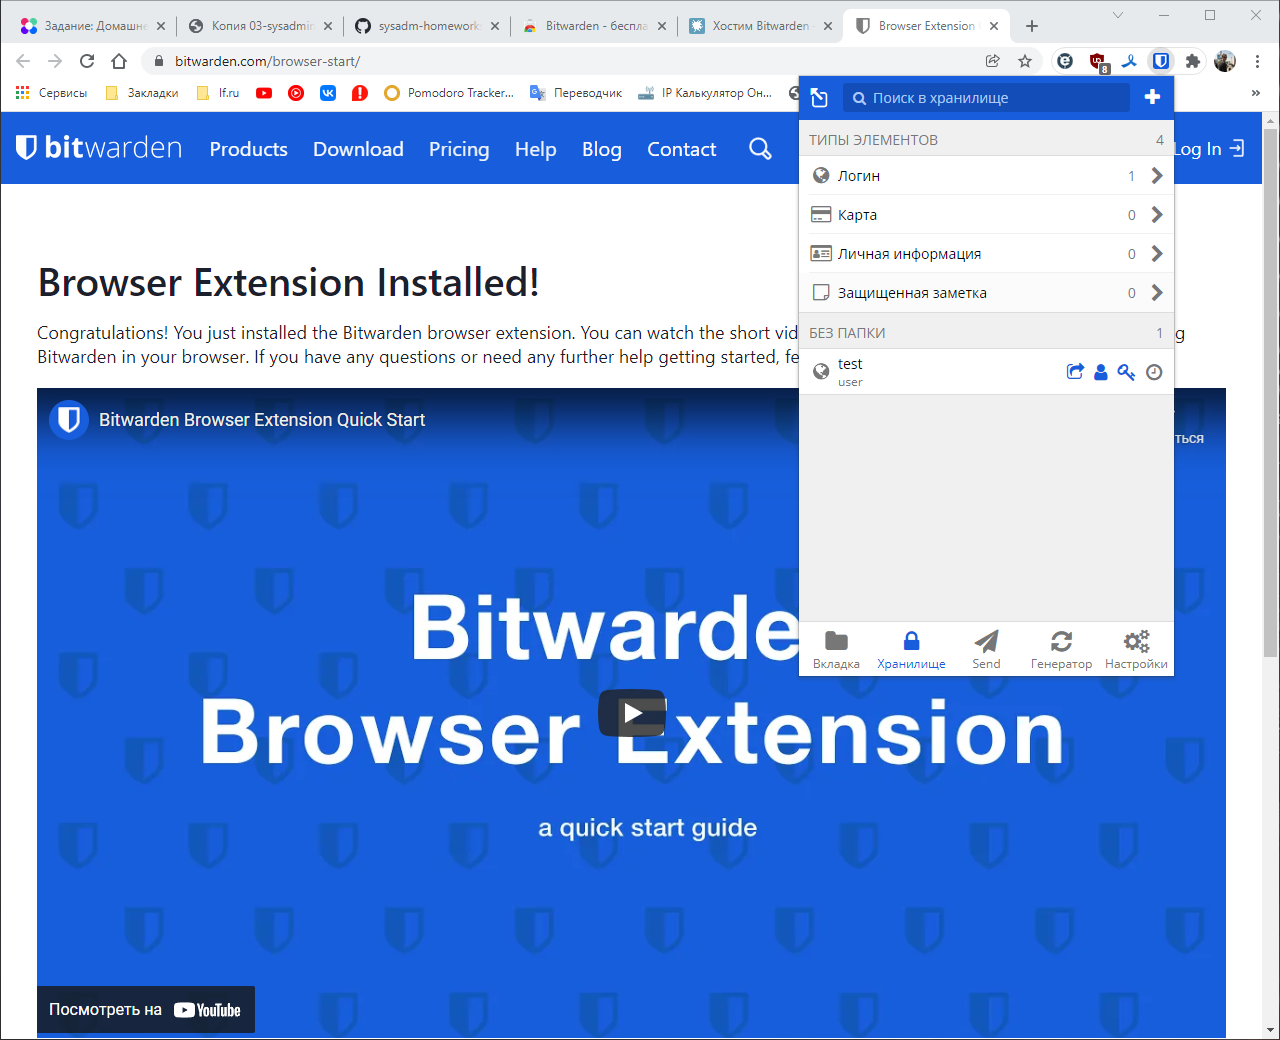 Задание: Домашне
Копия 03-sysadmin
sysadm-homework
Bitwarden - беспла
Хостим Bitwarden
Browser Extension
bitwarden.com/browser-start/
8
Сервисы
Закладки
lf.ru
Pomodoro Tracker...
Переводчик
IP Калькулятор Он...
»
bitwarden
Products
Download
Pricing
Help
Blog
Contact
Log In
Поиск в хранилище
ТИПЫ ЭЛЕМЕНТОВ 4
Логин 1
Карта 0
Личная информация 0
Защищенная заметка 0
БЕЗ ПАПКИ 1
test
user
Вкладка
Хранилище
Send
Генератор
Настройки
Browser Extension Installed!
Congratulations! You just installed the Bitwarden browser extension. You can watch the short vid
Bitwarden in your browser. If you have any questions or need any further help getting started, fe
Bitwarden Browser Extension Quick Start
ться
Bitwarde
Browser Extension
a quick start guide
Посмотреть на YouTube